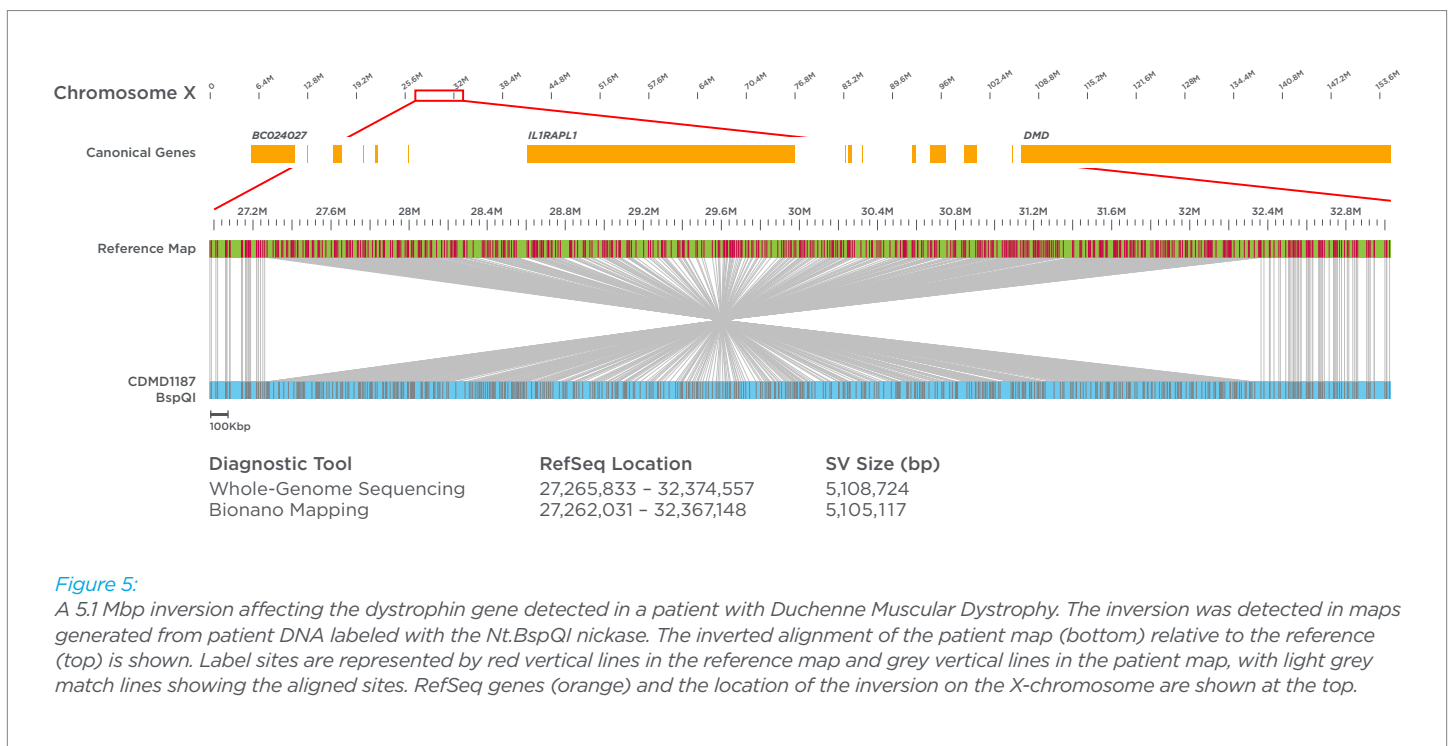 Chromosome X
0 6.4M 12.8M 19.2M 25.6M 32M 38.4M 44.8M 51.6M 57.6M 64M 70.4M 76.8M 83.2M 89.6M 96M 102.4M 108.8M 115.2M 121.6M 128M 134.4M 140.8M 147.2M 153.6M
BC024027 IL1RAPL1 DMD
Canonical Genes
27.2M 27.6M 28M 28.4M 28.8M 29.2M 29.6M 30M 30.4M 30.8M 31.2M 31.6M 32M 32.4M 32.8M
Reference Map
CDMD1187
BspQI
100Kbp
Diagnostic Tool RefSeq Location SV Size (bp)
Whole-Genome Sequencing 27,265,833 – 32,374,557 5,108,724
Bionano Mapping 27,262,031 – 32,367,148 5,105,117
Figure 5:
A 5.1 Mbp inversion affecting the dystrophin gene detected in a patient with Duchenne Muscular Dystrophy. The inversion was detected in maps
generated from patient DNA labeled with the Nt.BspQI nickase. The inverted alignment of the patient map (bottom) relative to the reference
(top) is shown. Label sites are represented by red vertical lines in the reference map and grey vertical lines in the patient map, with light grey
match lines showing the aligned sites. RefSeq genes (orange) and the location of the inversion on the X-chromosome are shown at the top.